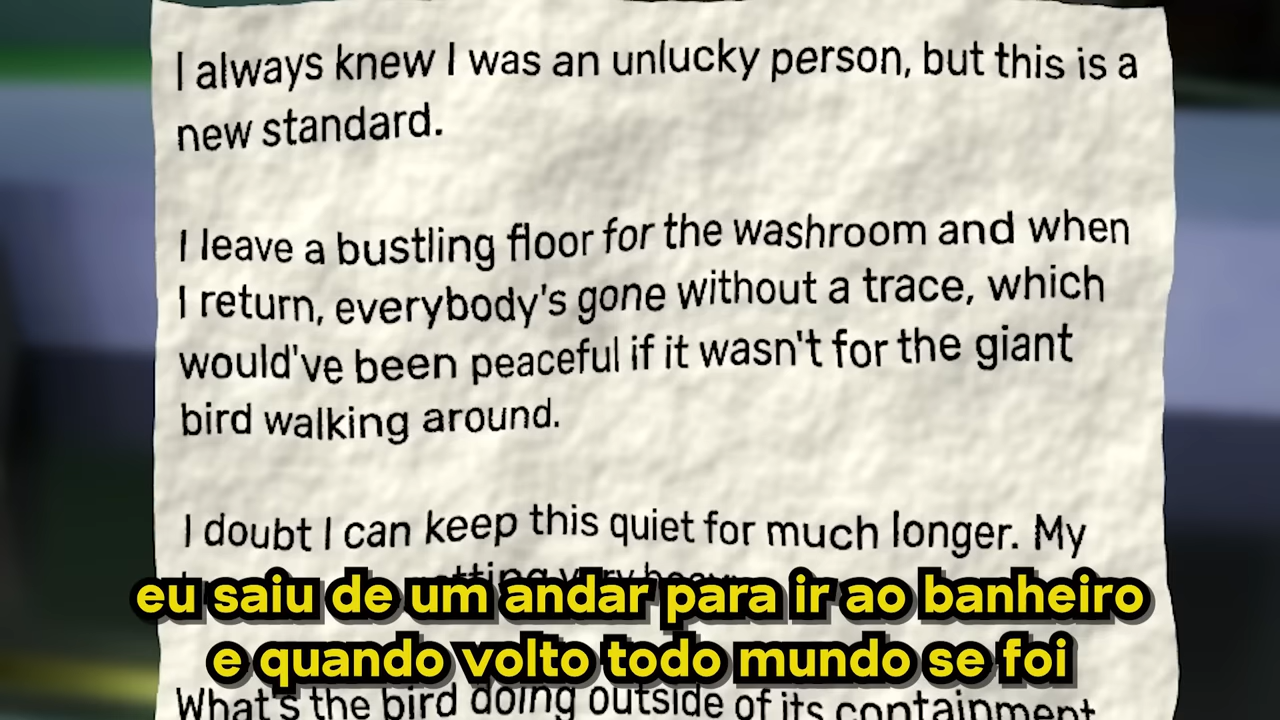 I always knew I was an unlucky person, but this is a
new standard.
I leave a bustling floor for the washroom and when
I return, everybody's gone without a trace, which
would've been peaceful if it wasn't for the giant
bird walking around.
I doubt I can keep this quiet for much longer. My
very
eu saiu de um andar para ir ao banheiro
e quando volto todo mundo se foi
What's the bird doing outside of its containment